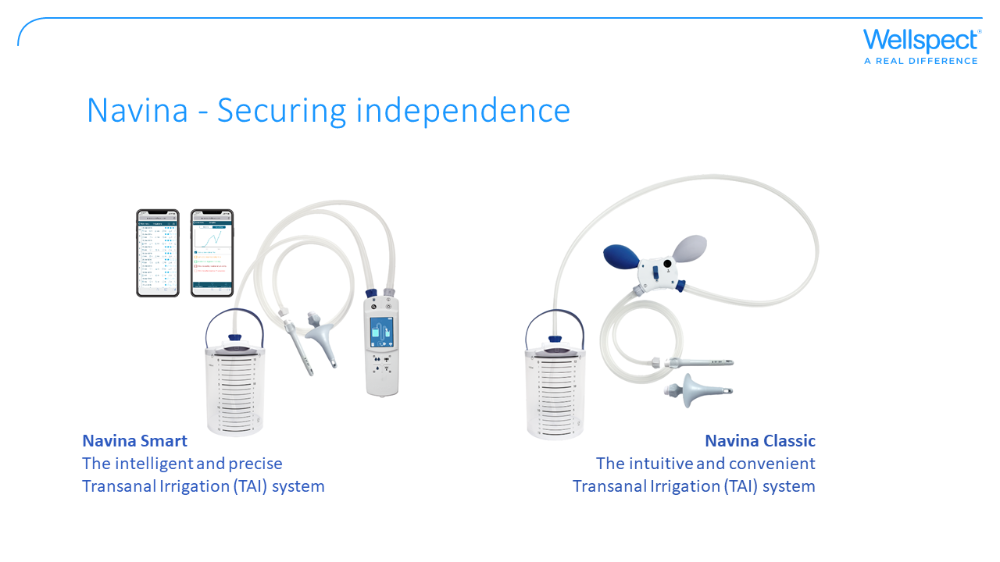 Wellspect®
A REAL DIFFERENCE
Navina - Securing independence
Navina Smart
The intelligent and precise
Transanal Irrigation (TAI) system
Navina Classic
The intuitive and convenient
Transanal Irrigation (TAI) system